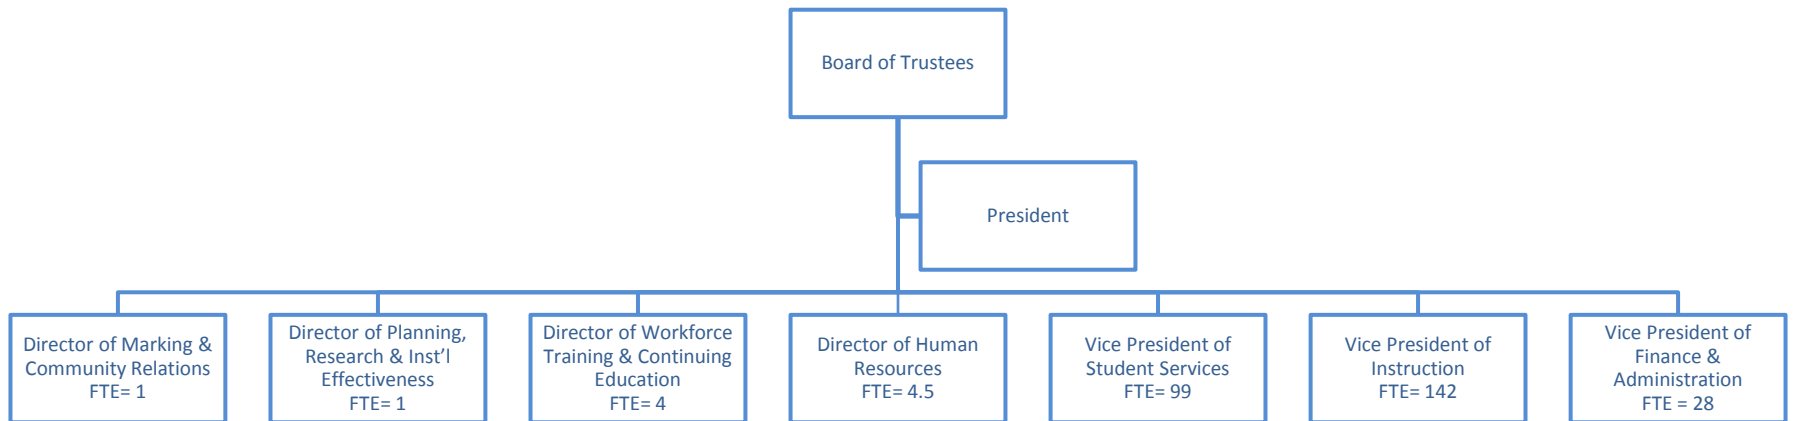 Board of Trustees
President
Director of Marking &
Community Relations
FTE= 1
Director of Planning,
Research & Inst’l
Effectiveness
FTE= 1
Director of Workforce
Training & Continuing
Education
FTE= 4
Director of Human
Resources
FTE= 4.5
Vice President of
Student Services
FTE= 99
Vice President of
Instruction
FTE= 142
Vice President of
Finance &
Administration
FTE = 28